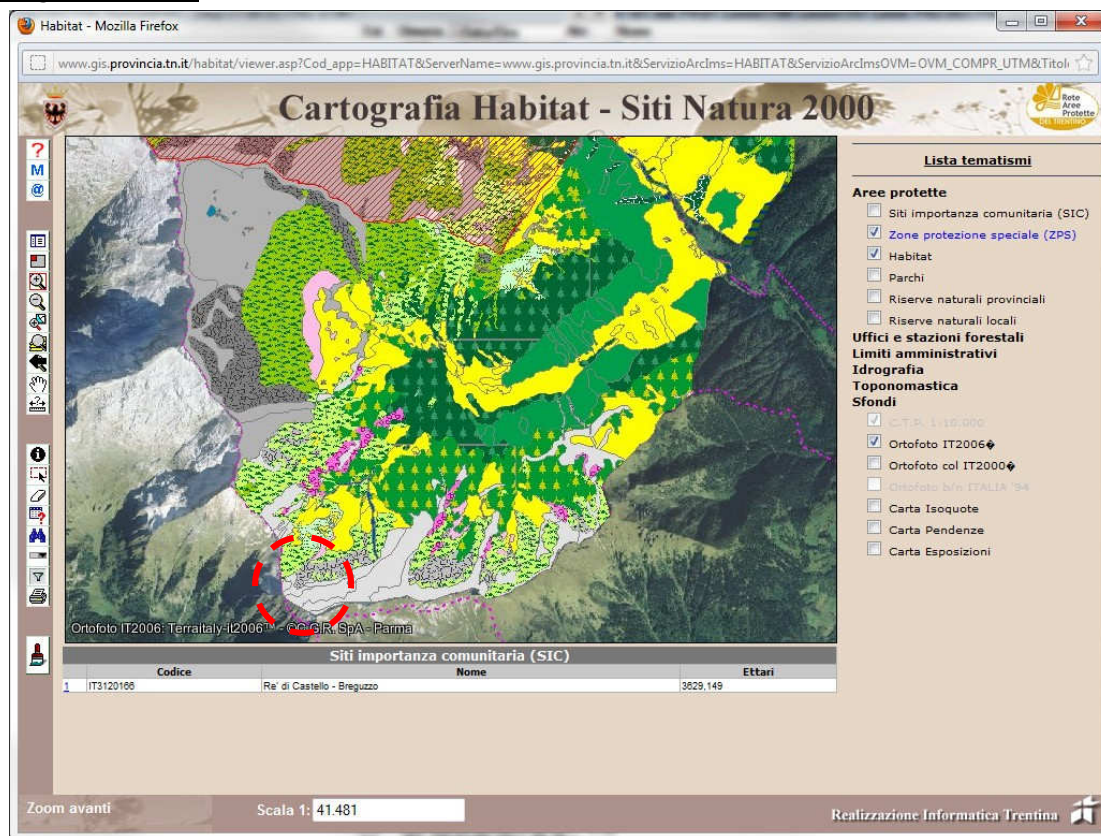 Habitat - Mozilla Firefox
www.gis.provincia.tn.it/habitat/viewer.asp?Cod_app=HABITAT&ServerName=www.gis.provincia.tn.it&ServizioArcIms=HABITAT&ServizioArcImsOVM=OVM_COMPR_UTM&Titol
Cartografia Habitat - Siti Natura 2000
Rete
Aree
Protette
DEL TRENTINO
?
M
@
Lista tematismi
Aree protette
Siti importanza comunitaria (SIC)
Zone protezione speciale (ZPS)
Habitat
Parchi
Riserve naturali provinciali
Riserve naturali locali
Uffici e stazioni forestali
Limiti amministrativi
Idrografia
Toponomastica
Sfondi
C.T.P. 1:10.000
Ortofoto IT2006�
Ortofoto col IT2000�
Ortofoto b/n ITALIA '94
Carta Isoquote
Carta Pendenze
Carta Esposizioni
Ortofoto IT2006: Terraitaly-it2006™ - ©C.G.R. SpA - Parma
Siti importanza comunitaria (SIC)
Codice Nome Ettari
1 IT3120166 Re' di Castello - Breguzzo 3629,149
Zoom avanti Scala 1: 41.481 Realizzazione Informatica Trentina